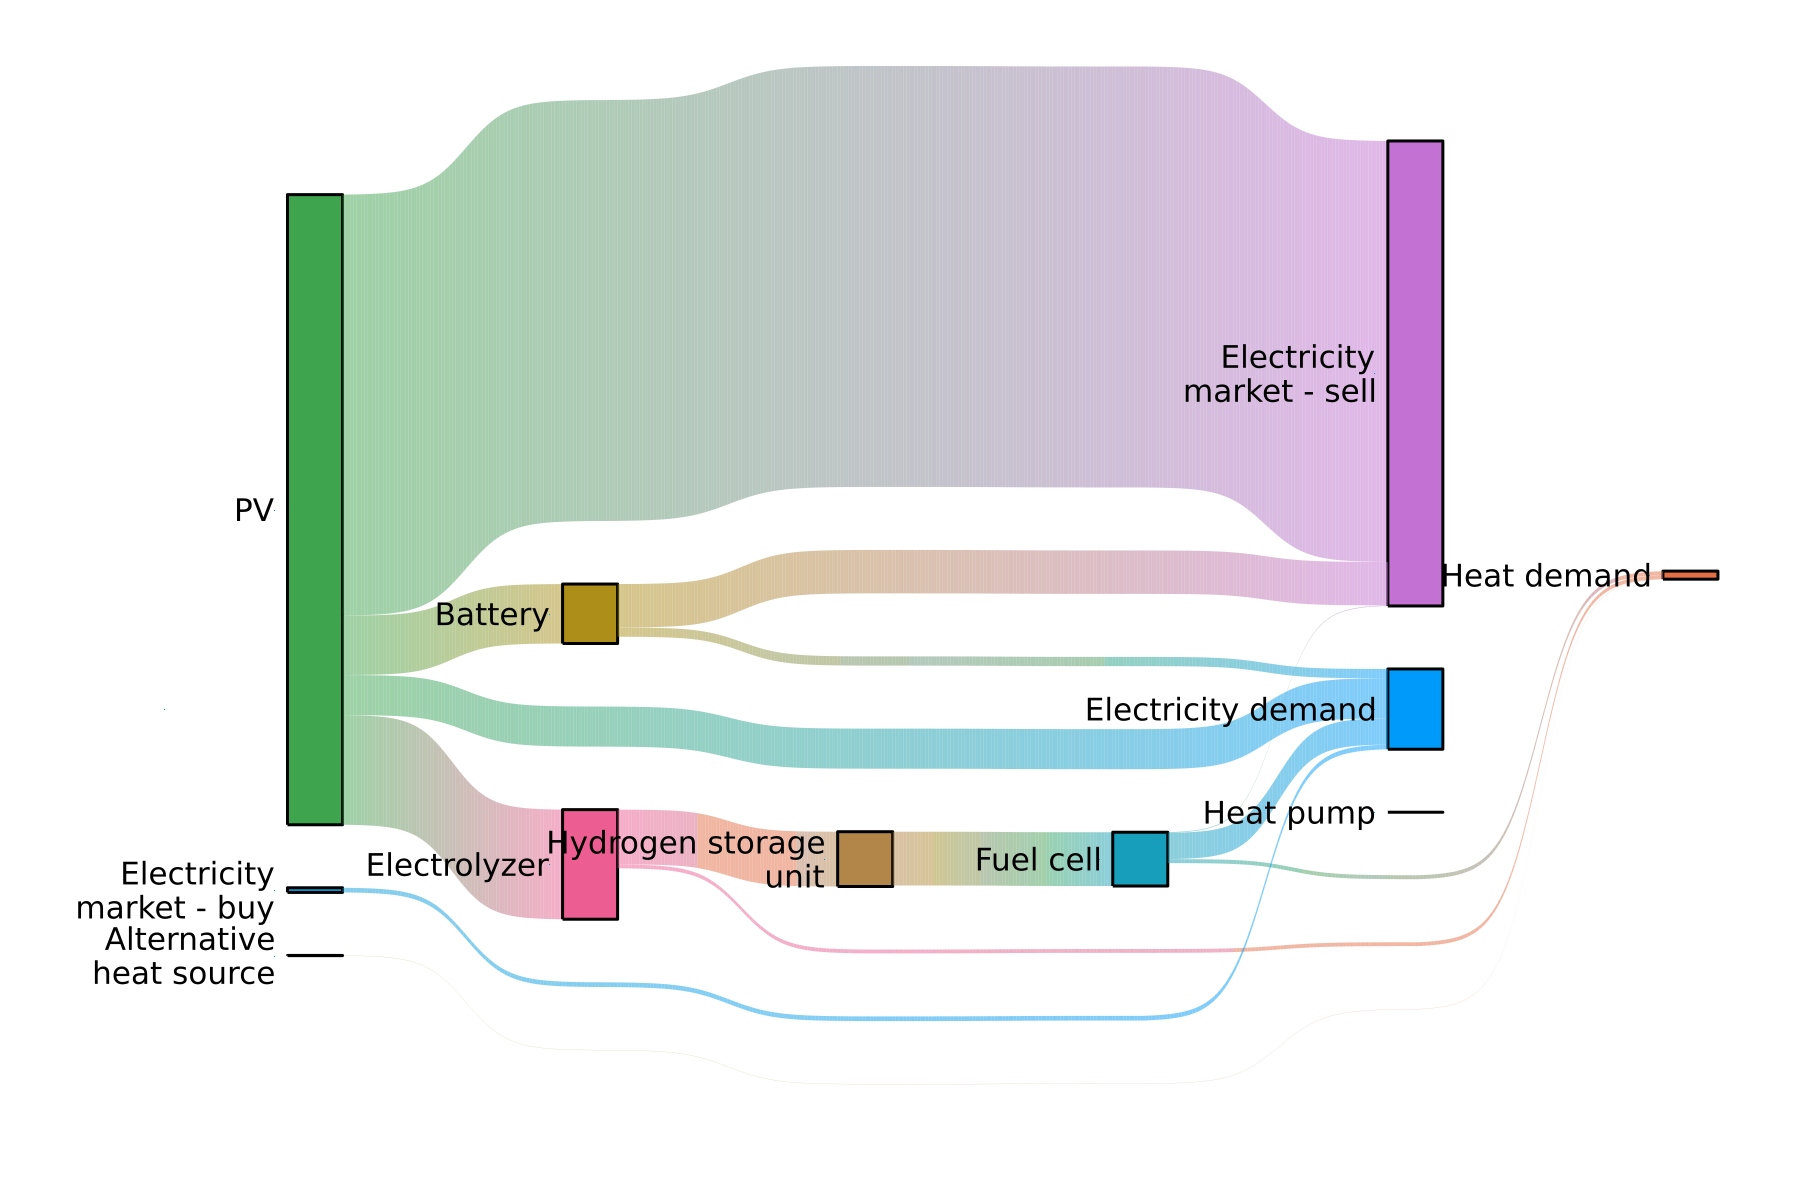 Electricity
market - sell
PV
Heat demand
Battery
Electricity demand
Heat pump
Hydrogen storage
unit
Fuel cell
Electrolyzer
Electricity
market - buy
Alternative
heat source